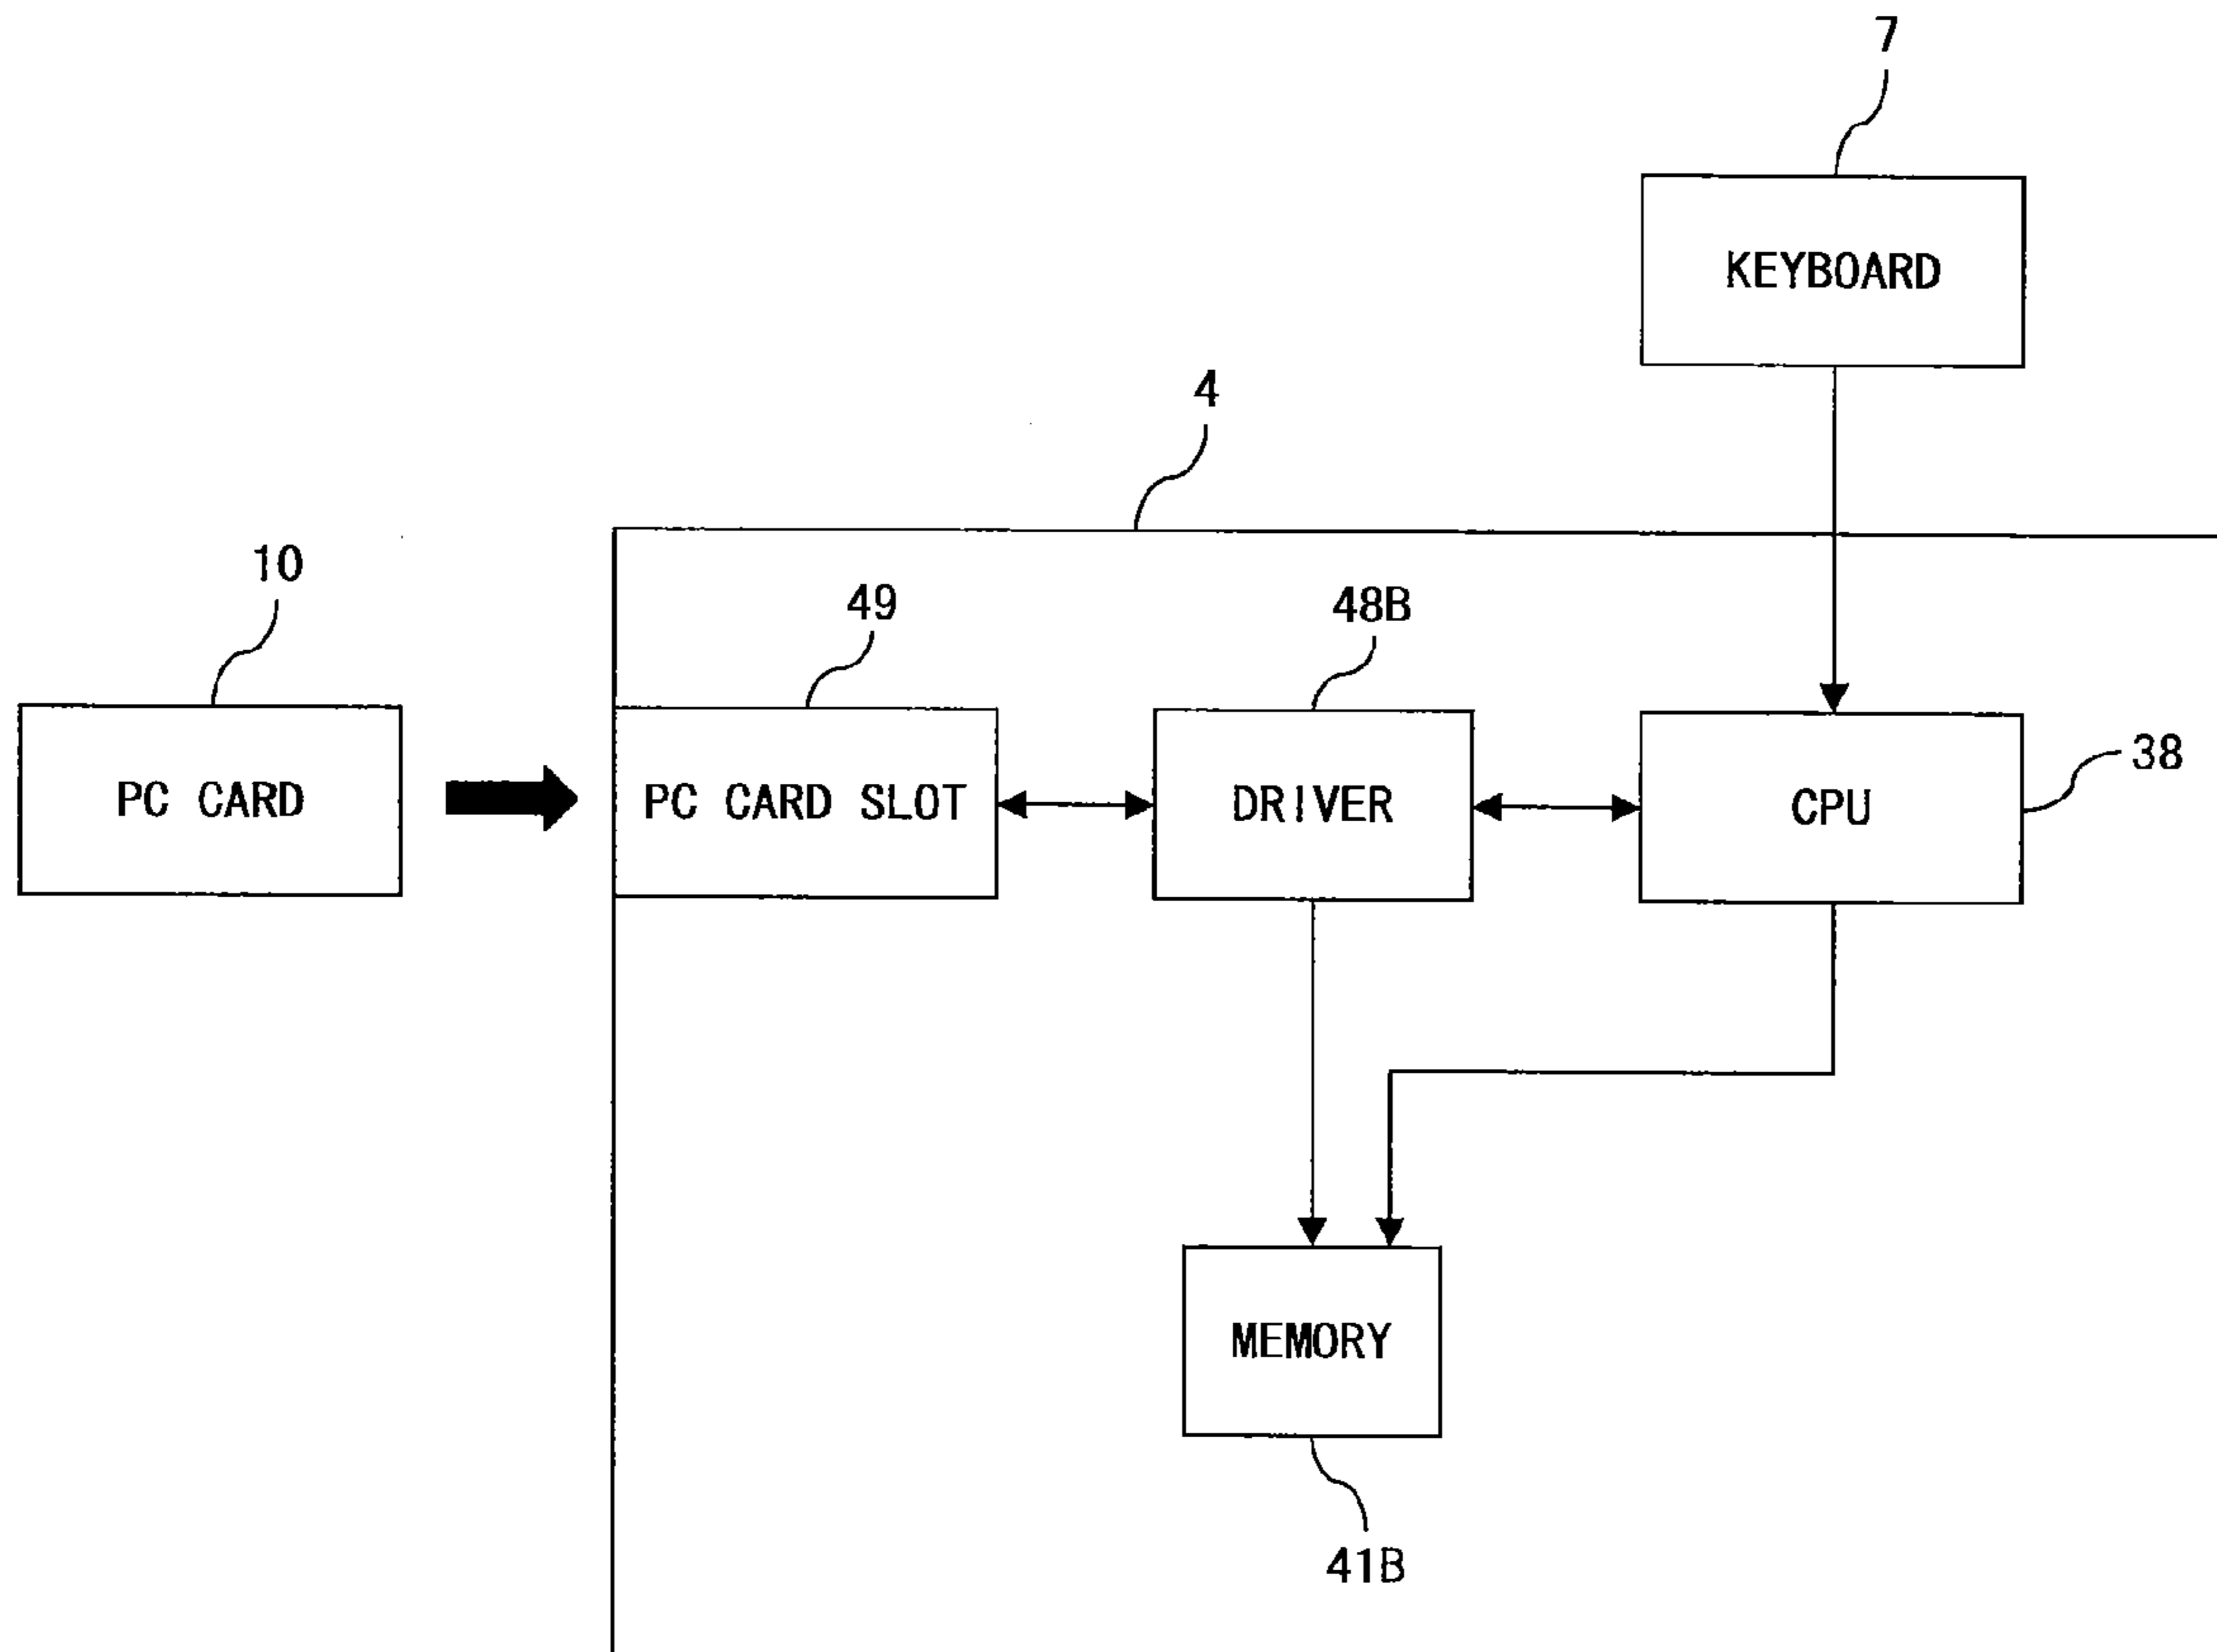 7
KEYBOARD
4
10
49
48B
38
PC CARD
PC CARD SLOT
DRIVER
CPU
MEMORY
41B